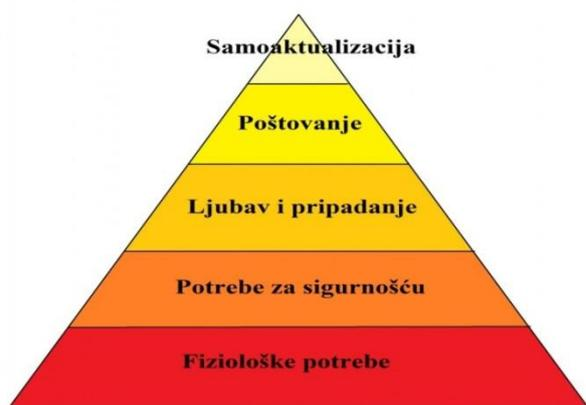 Samoaktualizacija
Poštovanje
Ljubav i pripadanje
Potrebe za sigurnošću
Fiziološke potrebe